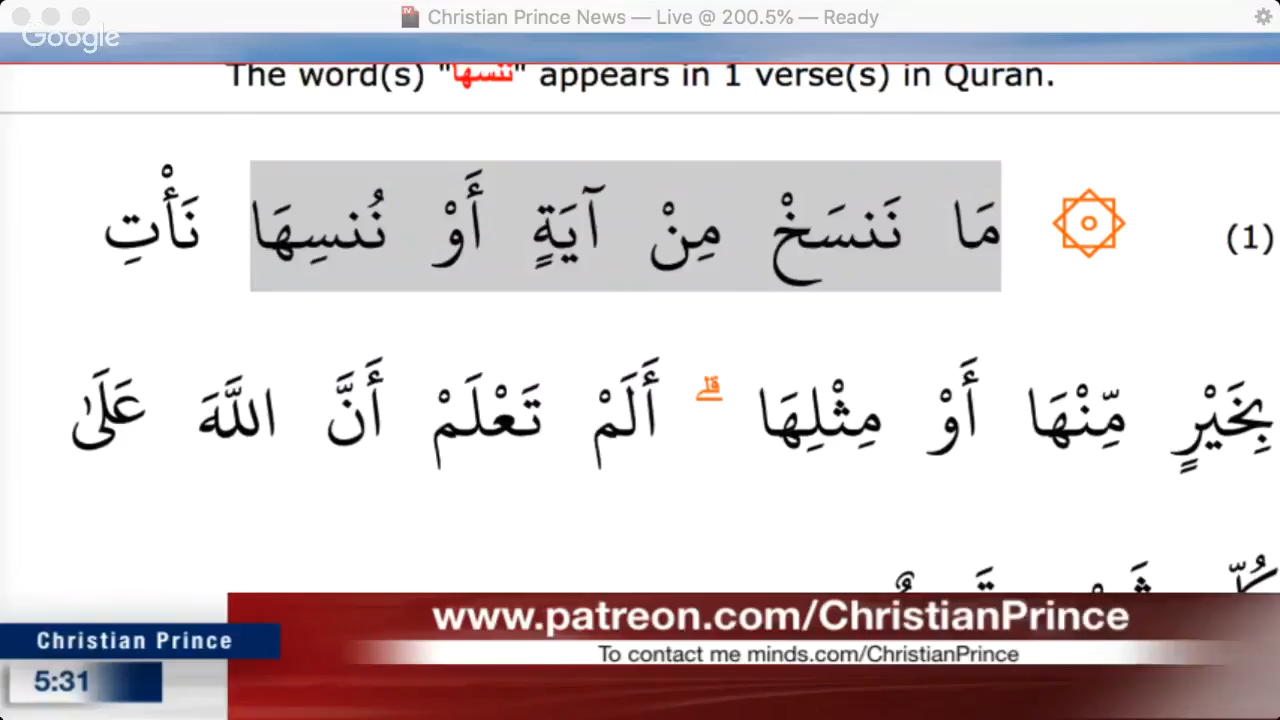 Christian Prince News — Live @ 200.5% — Ready
Google
The word(s) "ننسها" appears in 1 verse(s) in Quran.
(1) ۞ مَا نَنسَخْ مِنْ آيَةٍ أَوْ نُنسِهَا نَأْتِ
بِخَيْرٍ مِّنْهَا أَوْ مِثْلِهَا ۗ أَلَمْ تَعْلَمْ أَنَّ اللَّهَ عَلَىٰ
www.patreon.com/ChristianPrince
Christian Prince
To contact me minds.com/ChristianPrince
5:31